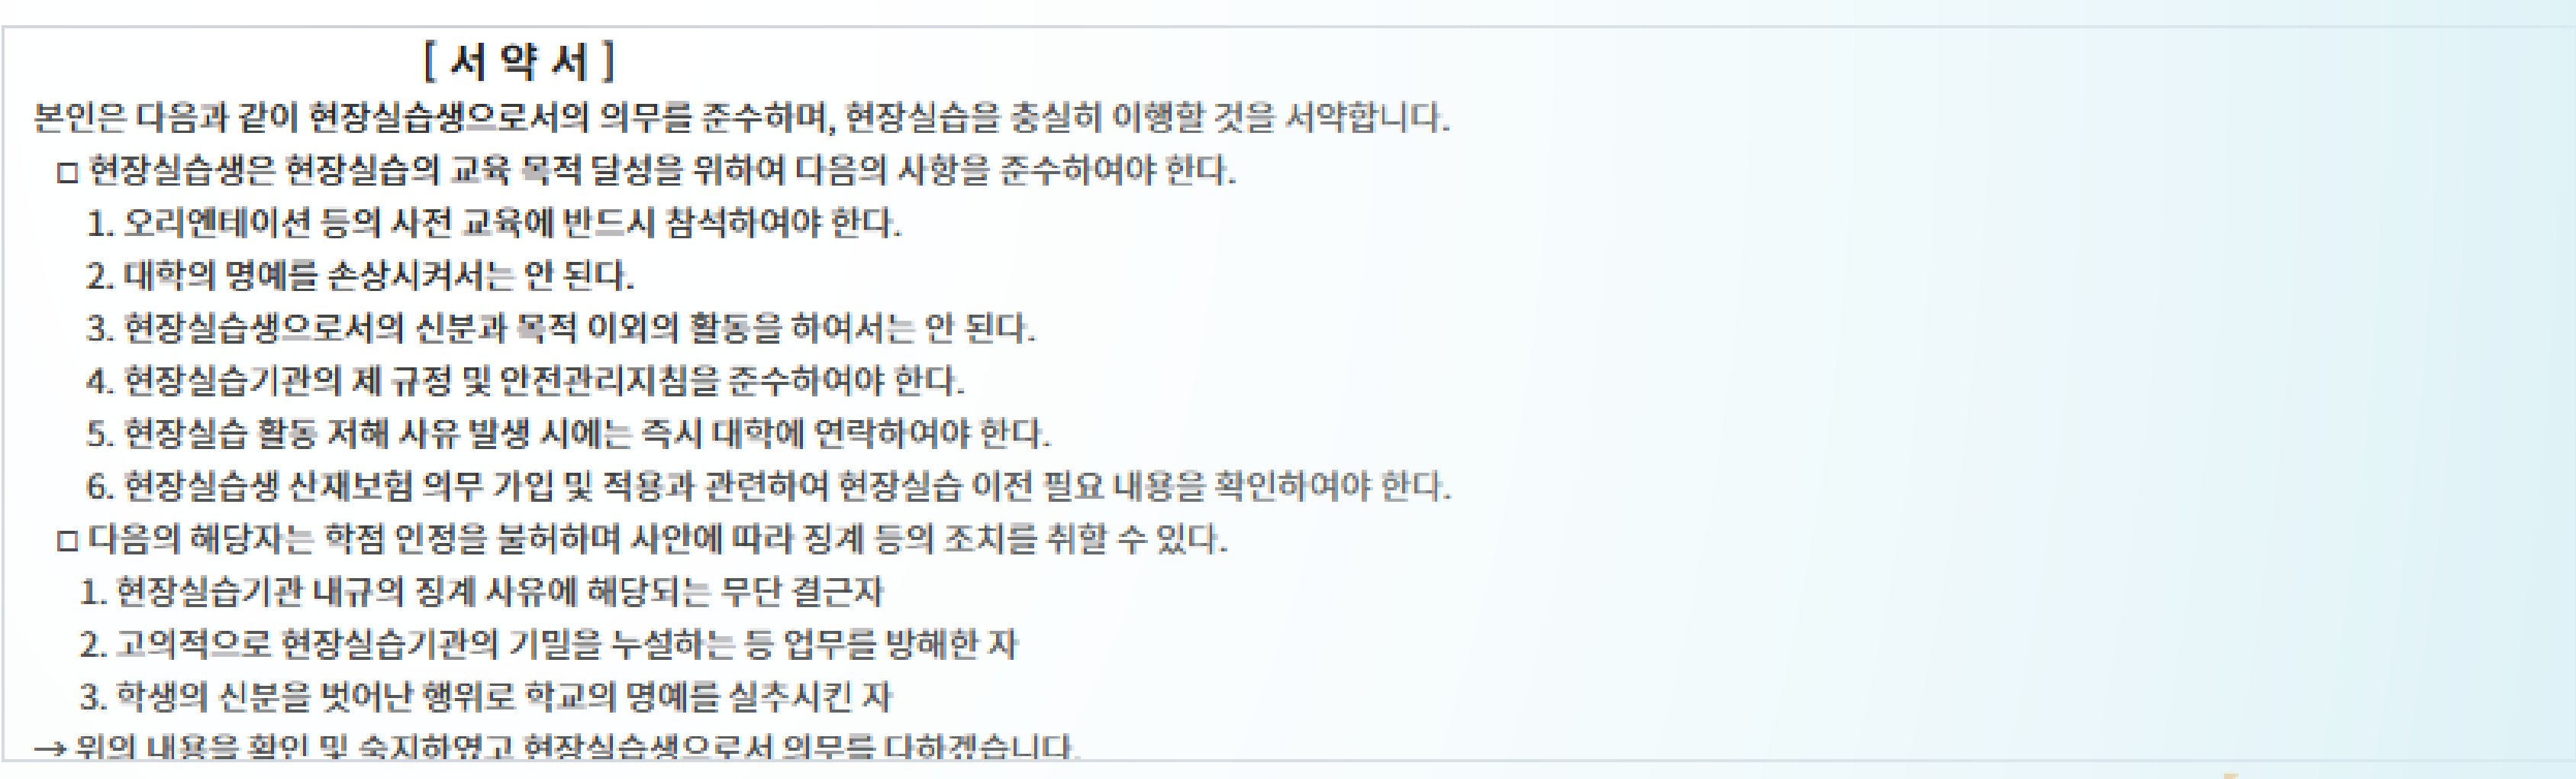 [ 서 약 서 ]
본인은 다음과 같이 현장실습생으로서의 의무를 준수하며, 현장실습을 충실히 이행할 것을 서약합니다.
□ 현장실습생은 현장실습의 교육 목적 달성을 위하여 다음의 사항을 준수하여야 한다.
1. 오리엔테이션 등의 사전 교육에 반드시 참석하여야 한다.
2. 대학의 명예를 손상시켜서는 안 된다.
3. 현장실습생으로서의 신분과 목적 이외의 활동을 하여서는 안 된다.
4. 현장실습기관의 제 규정 및 안전관리지침을 준수하여야 한다.
5. 현장실습 활동 저해 사유 발생 시에는 즉시 대학에 연락하여야 한다.
6. 현장실습생 산재보험 의무 가입 및 적용과 관련하여 현장실습 이전 필요 내용을 확인하여야 한다.
□ 다음의 해당자는 학점 인정을 불허하며 사안에 따라 징계 등의 조치를 취할 수 있다.
1. 현장실습기관 내규의 징계 사유에 해당되는 무단 결근자
2. 고의적으로 현장실습기관의 기밀을 누설하는 등 업무를 방해한 자
3. 학생의 신분을 벗어난 행위로 학교의 명예를 실추시킨 자
→ 위의 내용을 확인 및 숙지하였고 현장실습생으로서 의무를 다하겠습니다.